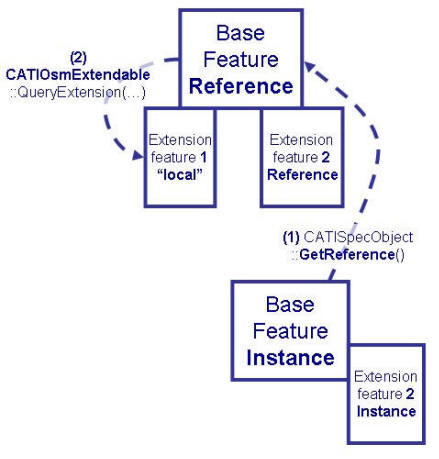 Base
Feature
Reference
(2)
CATIOsmExtendable
::QueryExtension(…)
Extension
feature 1
“local”
Extension
feature 2
Reference
(1) CATISpecObject
::GetReference()
Base
Feature
Instance
Extension
feature 2
Instance